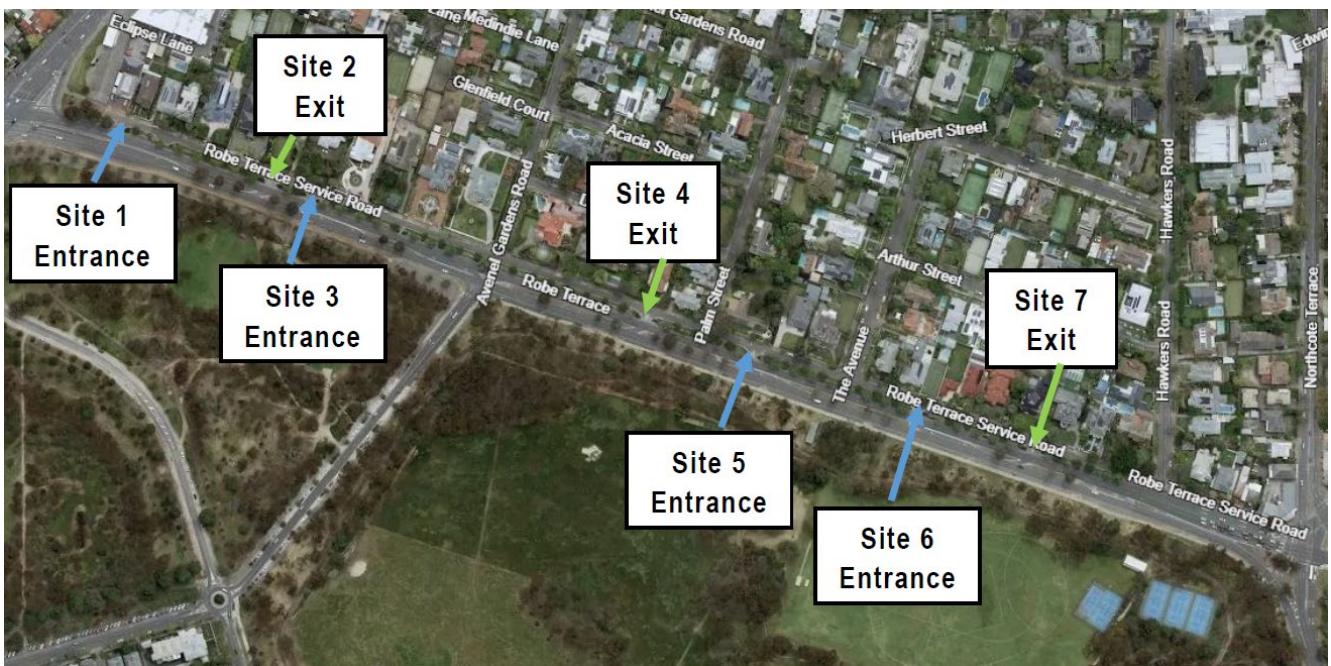 Eclipse Lane
Lane Medindie Lane
Gardens Road
Edwin
Site 2
Exit
Glenfield Court
Acacia Street
Herbert Street
Hawkers Road
Robe Terrace Service Road
Site 1
Entrance
Site 3
Entrance
Avenel Gardens Road
Site 4
Exit
Robe Terrace
Palm Street
Arthur Street
The Avenue
Site 7
Exit
Hawkers Road
Northcote Terrace
Robe Terrace Service Road
Robe Terrace Service Road
Site 5
Entrance
Site 6
Entrance